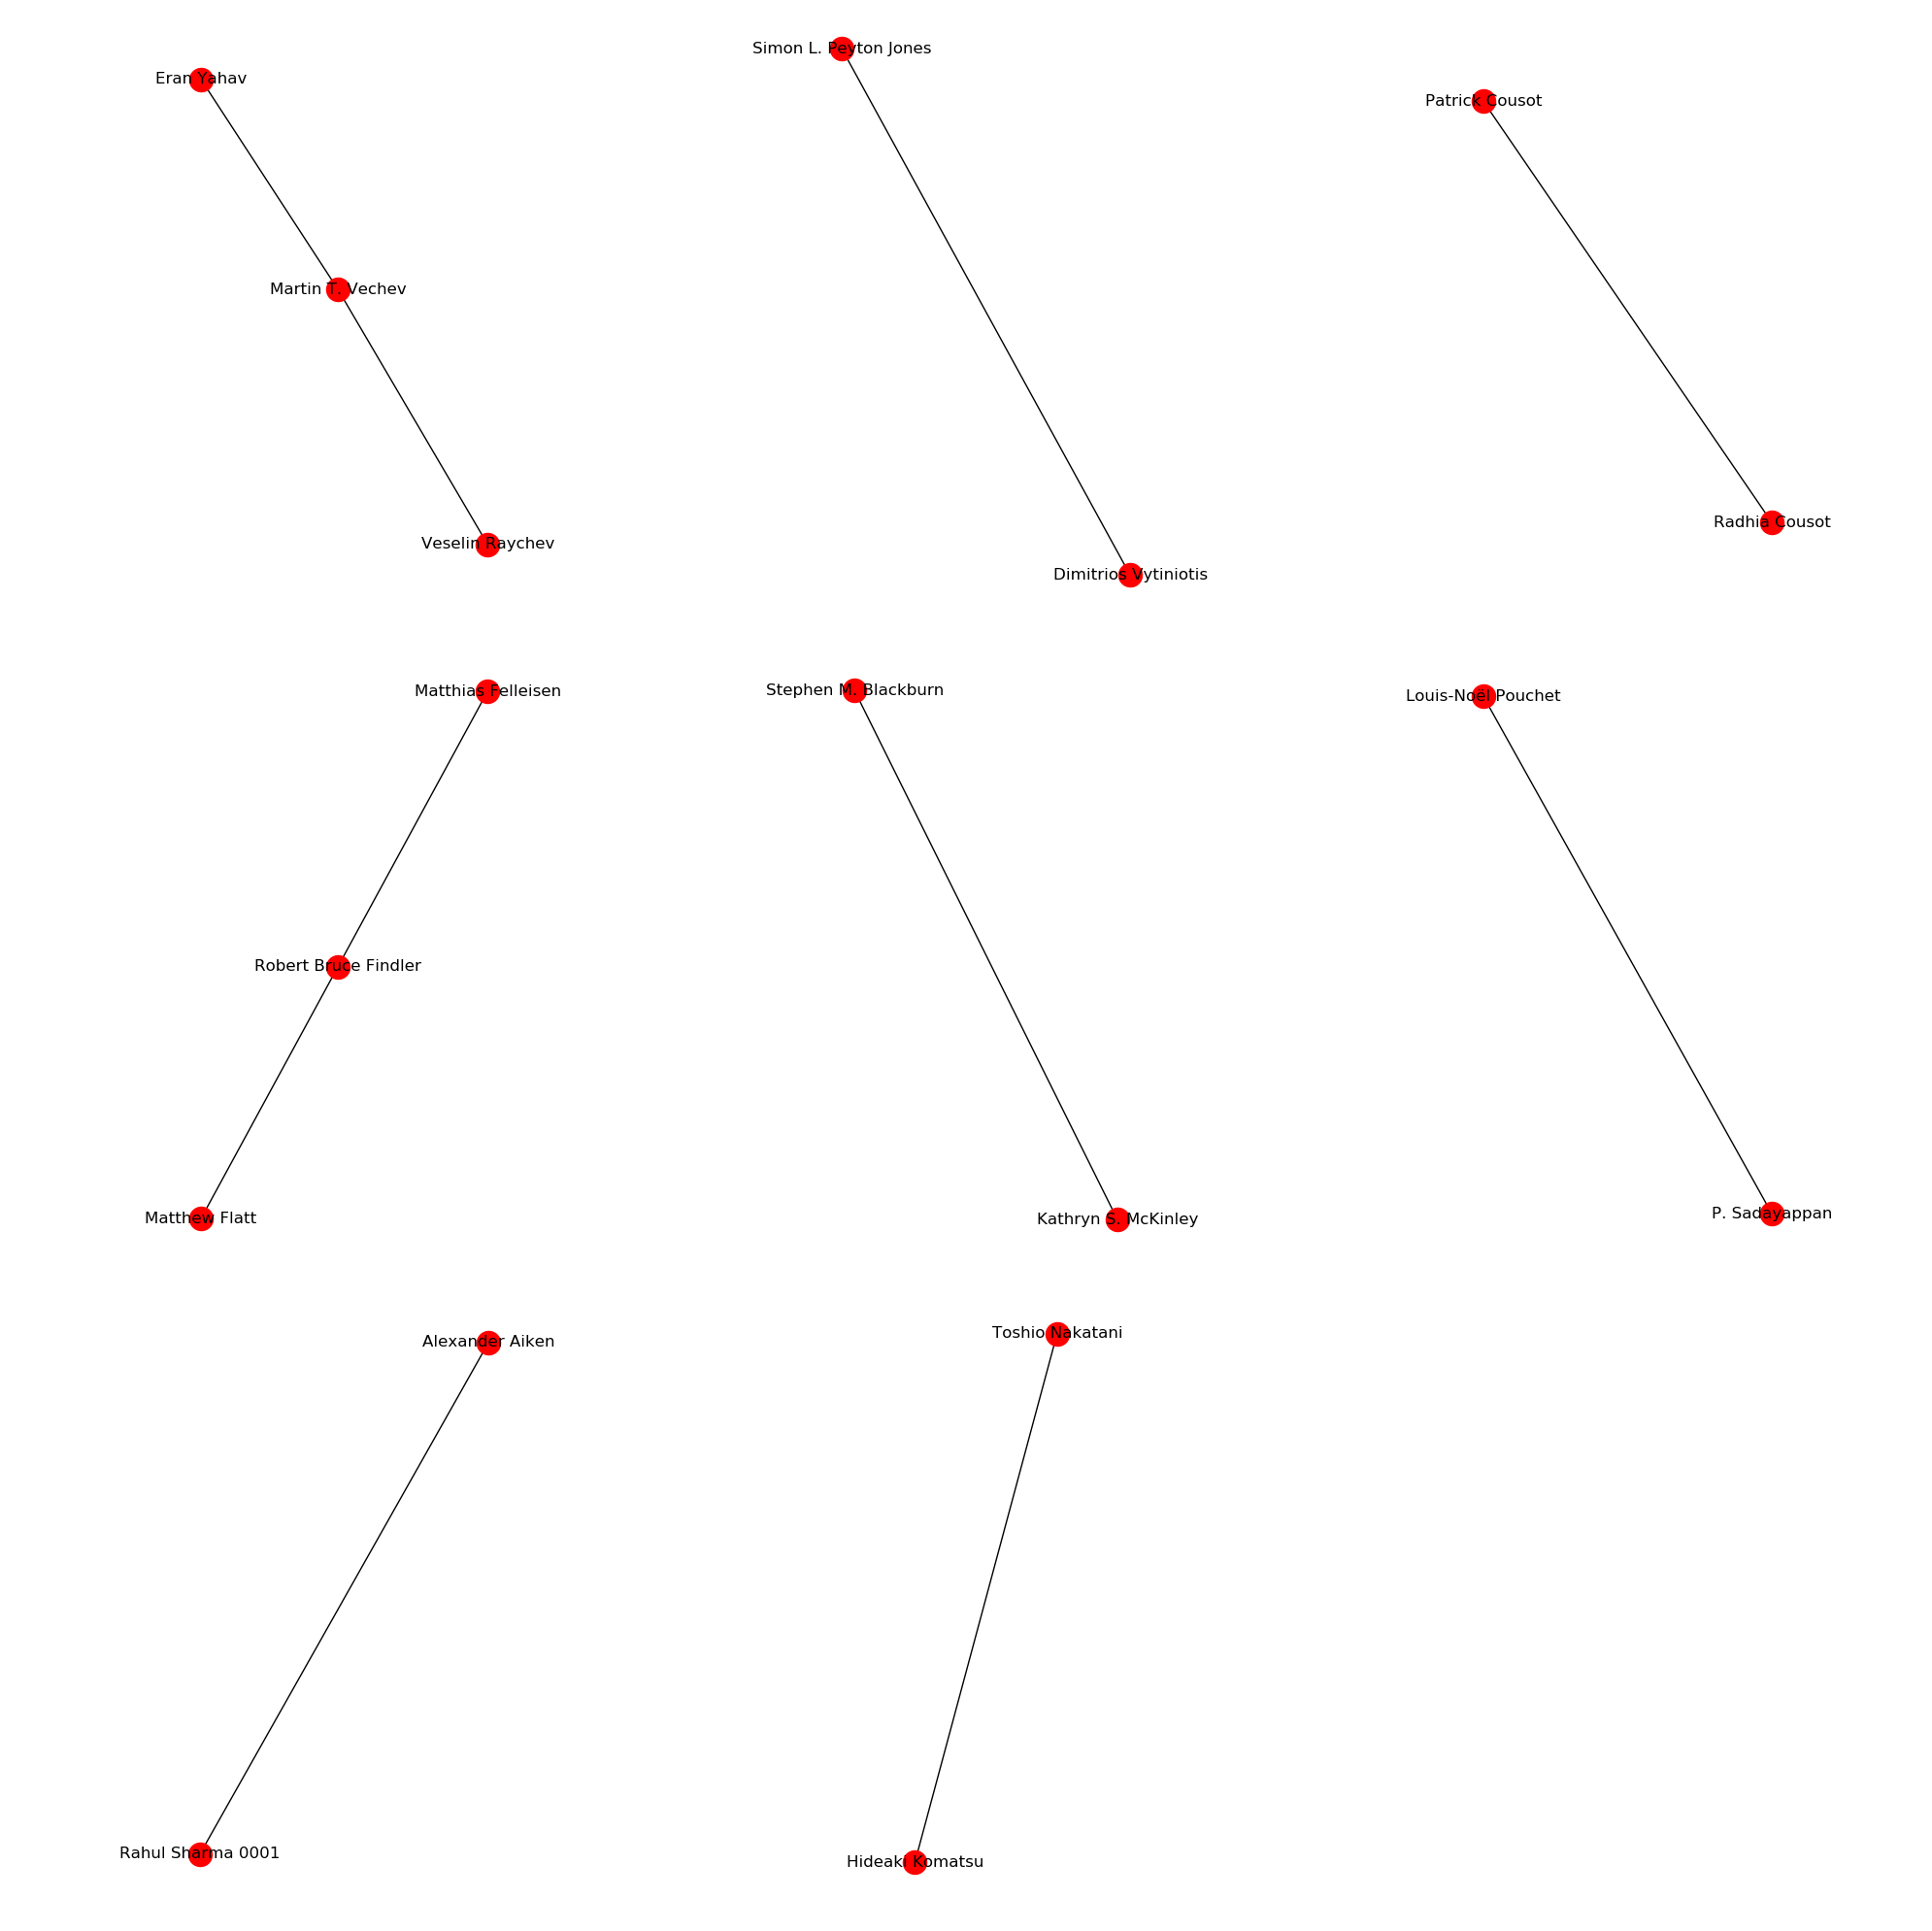 Simon L. Peyton Jones
Eran Yahav
Patrick Cousot
Martin T. Vechev
Radhia Cousot
Veselin Raychev
Dimitrios Vytiniotis
Matthias Felleisen
Stephen M. Blackburn
Louis-Noël Pouchet
Robert Bruce Findler
Matthew Flatt
Kathryn S. McKinley
P. Sadayappan
Alexander Aiken
Toshio Nakatani
Rahul Sharma 0001
Hideaki Komatsu